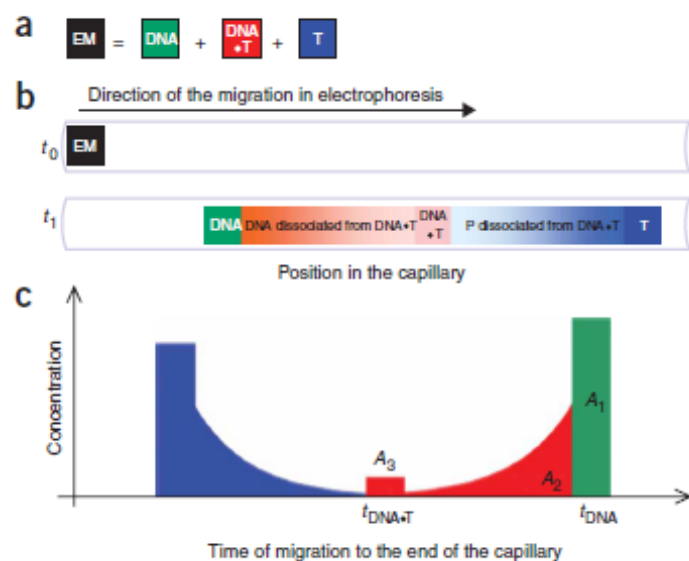 a
EM = DNA + DNA•T + T
b
Direction of the migration in electrophoresis
t0
EM
t1
DNA DNA dissociated from DNA•T DNA•T P dissociated from DNA•T T
Position in the capillary
c
Concentration
A1
A2
A3
tDNA•T
tDNA
Time of migration to the end of the capillary